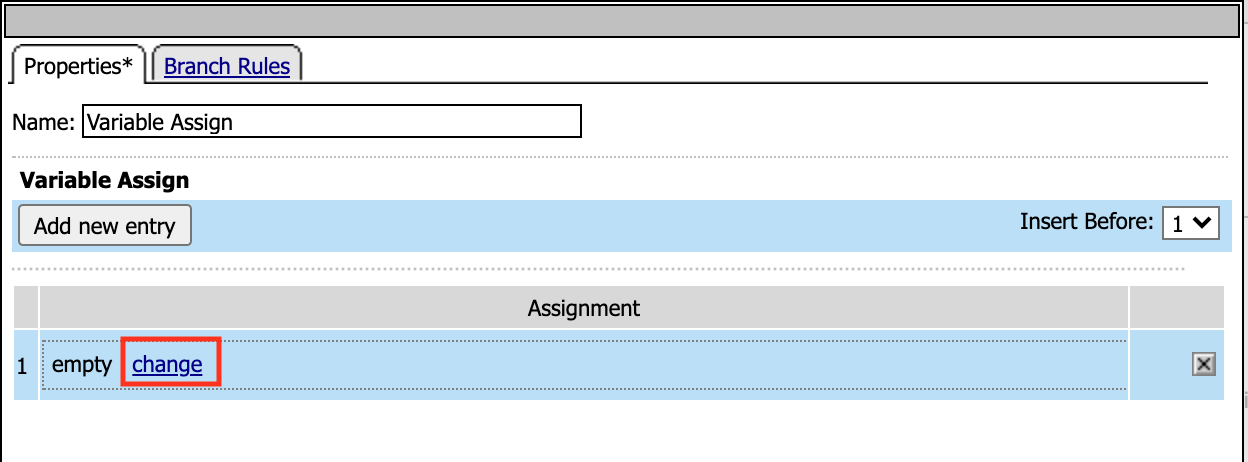 Properties* Branch Rules
Name: Variable Assign
Variable Assign
Add new entry Insert Before: 1
Assignment
1 empty change